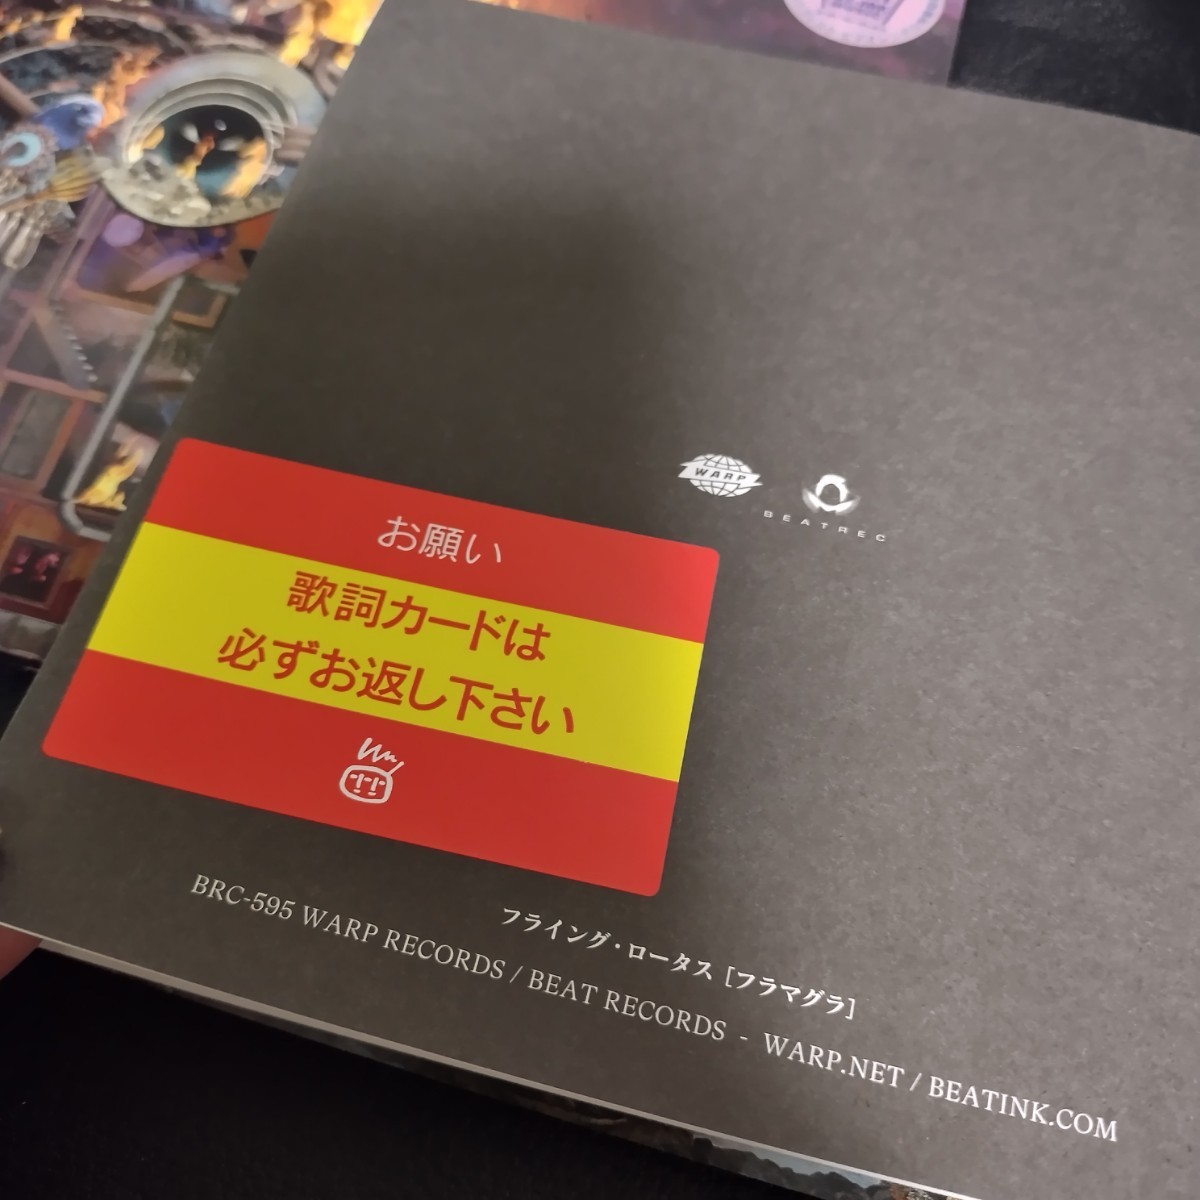 WARP
BEATREC
お願い
歌詞カードは
必ずお返し下さい
フライング・ロータス [フラマグラ]
BRC-595 WARP RECORDS / BEAT RECORDS - WARP.NET / BEATINK.COM